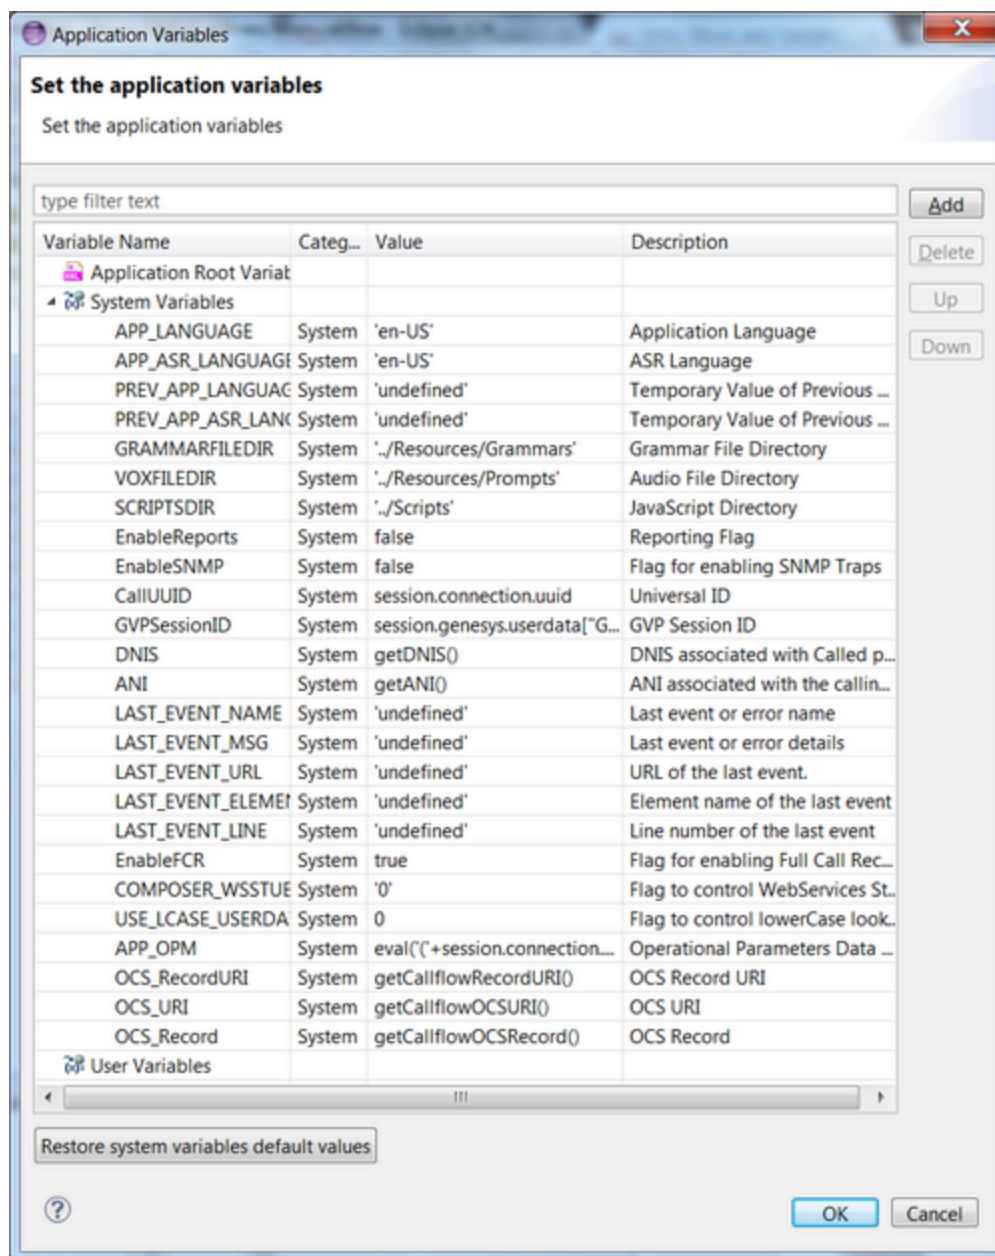 Application Variables
Set the application variables
Set the application variables
type filter text
Add
Variable Name Categ... Value Description
Delete
Application Root Variab
System Variables
Up
APP_LANGUAGE System 'en-US' Application Language
Down
APP_ASR_LANGUAGE System 'en-US' ASR Language
PREV_APP_LANGUAG System 'undefined' Temporary Value of Previous ...
PREV_APP_ASR_LANG System 'undefined' Temporary Value of Previous ...
GRAMMARFILEDIR System '../Resources/Grammars' Grammar File Directory
VOXFILEDIR System '../Resources/Prompts' Audio File Directory
SCRIPTSDIR System '../Scripts' JavaScript Directory
EnableReports System false Reporting Flag
EnableSNMP System false Flag for enabling SNMP Traps
CallUUID System session.connection.uuid Universal ID
GVPSessionID System session.genesys.userdata["G... GVP Session ID
DNIS System getDNIS() DNIS associated with Called p...
ANI System getANI() ANI associated with the callin...
LAST_EVENT_NAME System 'undefined' Last event or error name
LAST_EVENT_MSG System 'undefined' Last event or error details
LAST_EVENT_URL System 'undefined' URL of the last event.
LAST_EVENT_ELEMEN System 'undefined' Element name of the last event
LAST_EVENT_LINE System 'undefined' Line number of the last event
EnableFCR System true Flag for enabling Full Call Rec...
COMPOSER_WSSTUB System '0' Flag to control WebServices St...
USE_LCASE_USERDA System 0 Flag to control lowerCase look...
APP_OPM System eval('('+session.connection.... Operational Parameters Data ...
OCS_RecordURI System getCallflowRecordURI() OCS Record URI
OCS_URI System getCallflowOCSURI() OCS URI
OCS_Record System getCallflowOCSRecord() OCS Record
User Variables
Restore system variables default values
OK Cancel